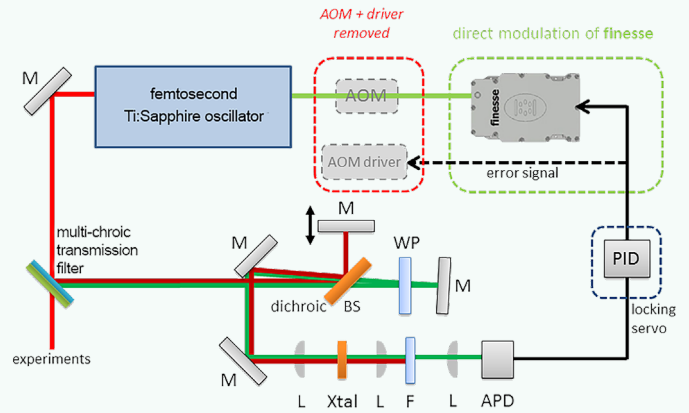 AOM + driver
removed
direct modulation of finesse
M
femtosecond
Ti:Sapphire oscillator
AOM
finesse
AOM driver
error signal
M
multi-chroic
transmission
filter
M
WP
PID
dichroic
BS
M
locking
servo
experiments
M
L
Xtal
L
F
L
APD